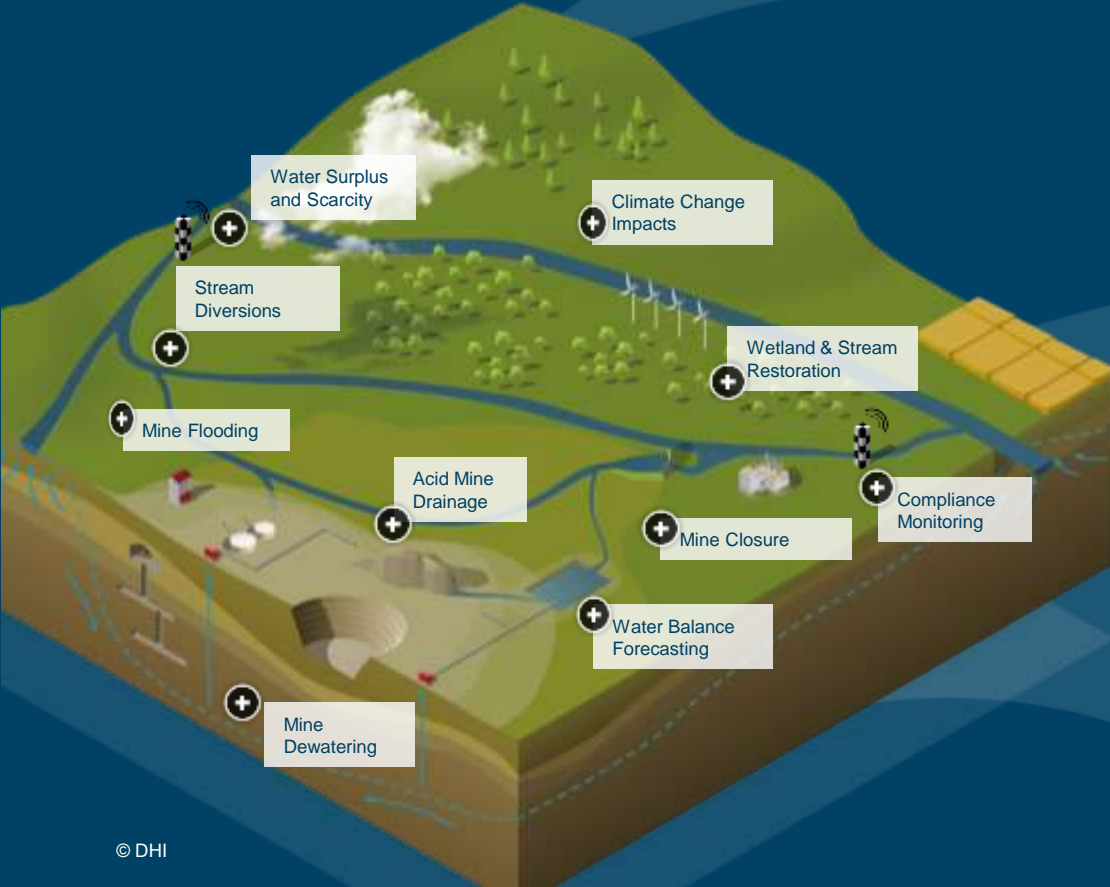 Water Surplus
and Scarcity
Climate Change
Impacts
Stream
Diversions
Wetland & Stream
Restoration
Mine Flooding
Acid Mine
Drainage
Compliance
Monitoring
Mine Closure
Water Balance
Forecasting
Mine
Dewatering
© DHI